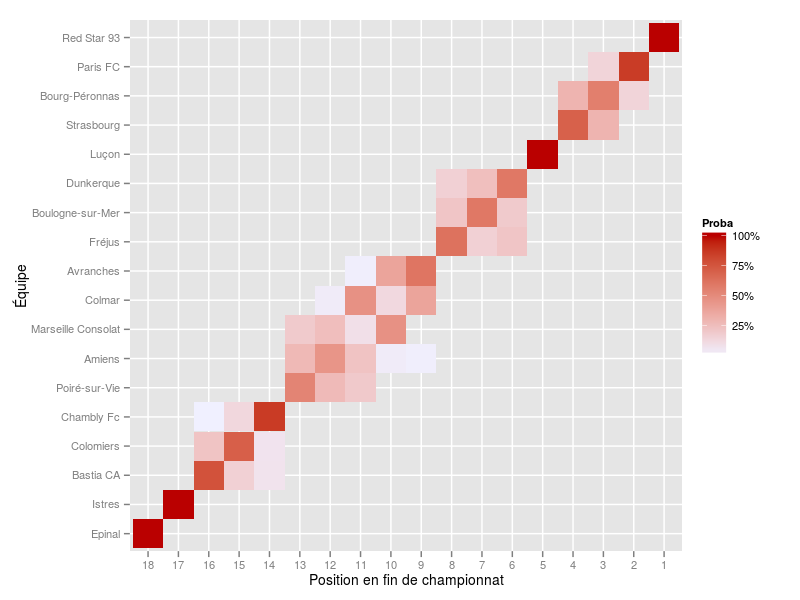 Red Star 93
Paris FC
Bourg-Péronnas
Strasbourg
Luçon
Dunkerque
Boulogne-sur-Mer
Fréjus
Avranches
Colmar
Marseille Consolat
Amiens
Poiré-sur-Vie
Chambly Fc
Colomiers
Bastia CA
Istres
Epinal
Équipe
18 17 16 15 14 13 12 11 10 9 8 7 6 5 4 3 2 1
Position en fin de championnat
Proba
100%
75%
50%
25%